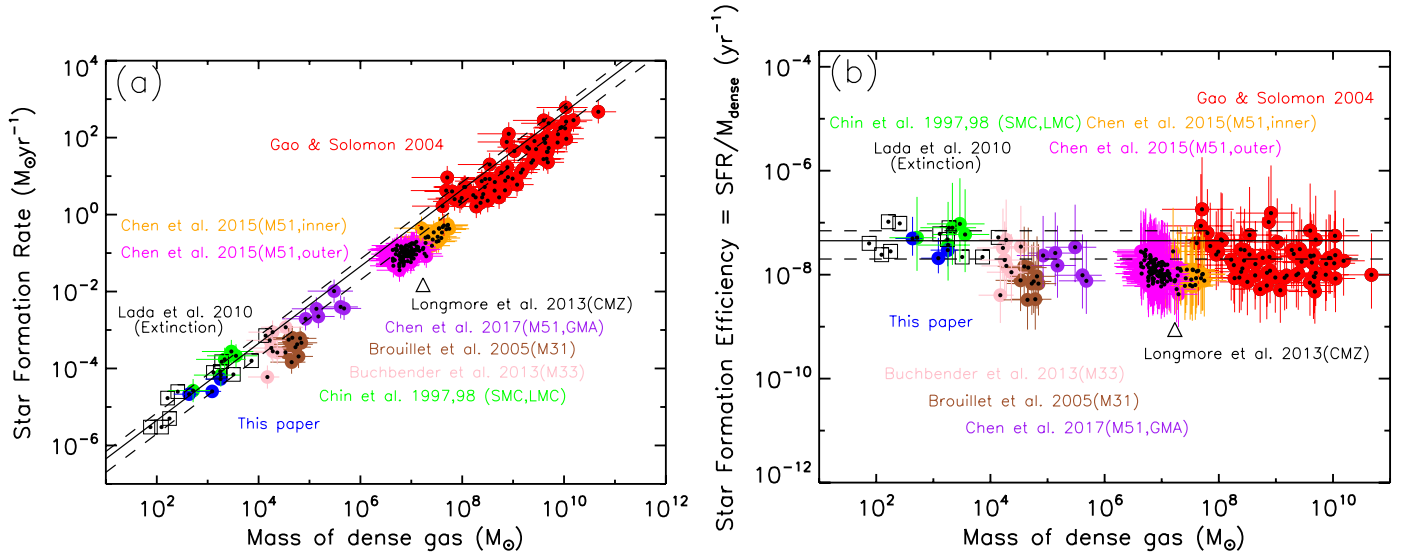 (a)
10^4
10^2
10^0
10^-2
10^-4
10^-6
Star Formation Rate (M⊙yr^-1)
Gao & Solomon 2004
Chen et al. 2015(M51,inner)
Chen et al. 2015(M51,outer)
Longmore et al. 2013(CMZ)
Lada et al. 2010
(Extinction)
Chen et al. 2017(M51,GMA)
Brouillet et al. 2005(M31)
Buchbender et al. 2013(M33)
Chin et al. 1997,98 (SMC,LMC)
This paper
10^2 10^4 10^6 10^8 10^10 10^12
Mass of dense gas (M⊙)
(b)
10^-4
10^-6
10^-8
10^-10
10^-12
Star Formation Efficiency = SFR/M_dense (yr^-1)
Gao & Solomon 2004
Chin et al. 1997,98 (SMC,LMC) Chen et al. 2015(M51,inner)
Lada et al. 2010 Chen et al. 2015(M51,outer)
(Extinction)
This paper
Longmore et al. 2013(CMZ)
Buchbender et al. 2013(M33)
Brouillet et al. 2005(M31)
Chen et al. 2017(M51,GMA)
10^2 10^4 10^6 10^8 10^10
Mass of dense gas (M⊙)